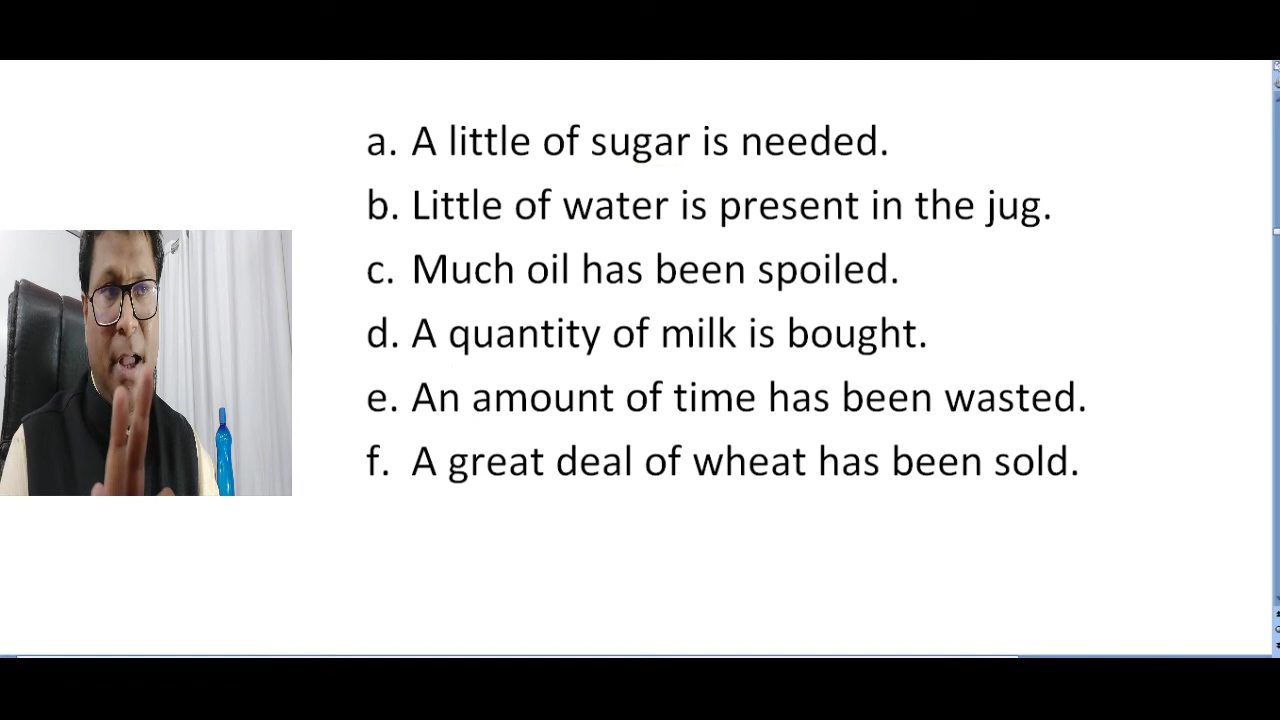 a. A little of sugar is needed.
b. Little of water is present in the jug.
c. Much oil has been spoiled.
d. A quantity of milk is bought.
e. An amount of time has been wasted.
f. A great deal of wheat has been sold.